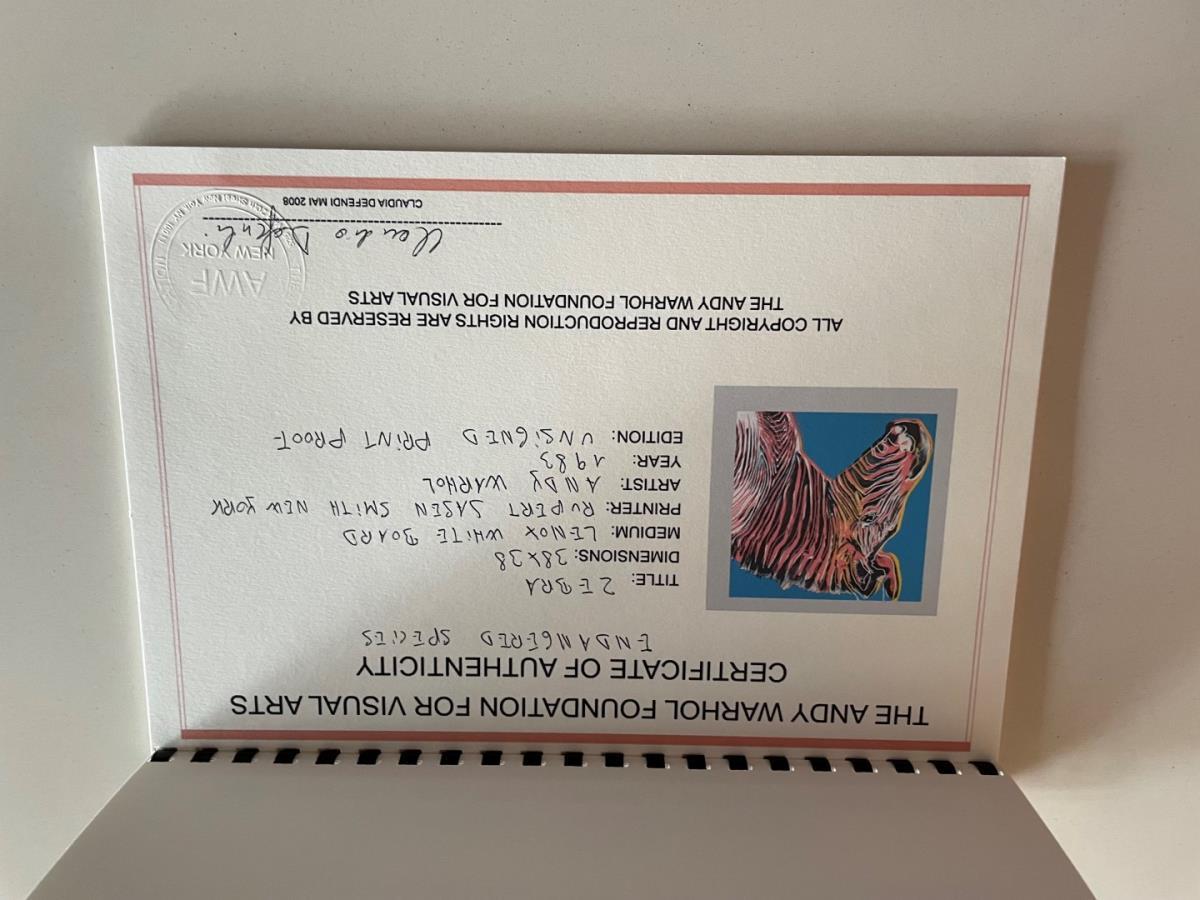 THE ANDY WARHOL FOUNDATION FOR VISUAL ARTS
CERTIFICATE OF AUTHENTICITY
ENDANGERED SPECIES
TITLE: ZEBRA
DIMENSIONS: 38x38
MEDIUM: LENOX WHITE BOARD
PRINTER: RUPERT JASEN SMITH NEW YORK
ARTIST: ANDY WARHOL
YEAR: 1983
EDITION: UNSIGNED PRINT PROOF
ALL COPYRIGHT AND REPRODUCTION RIGHTS ARE RESERVED BY
THE ANDY WARHOL FOUNDATION FOR VISUAL ARTS
Claudio Defendi
CLAUDIA DEFENDI MAI 2008
AWF
NEW YORK